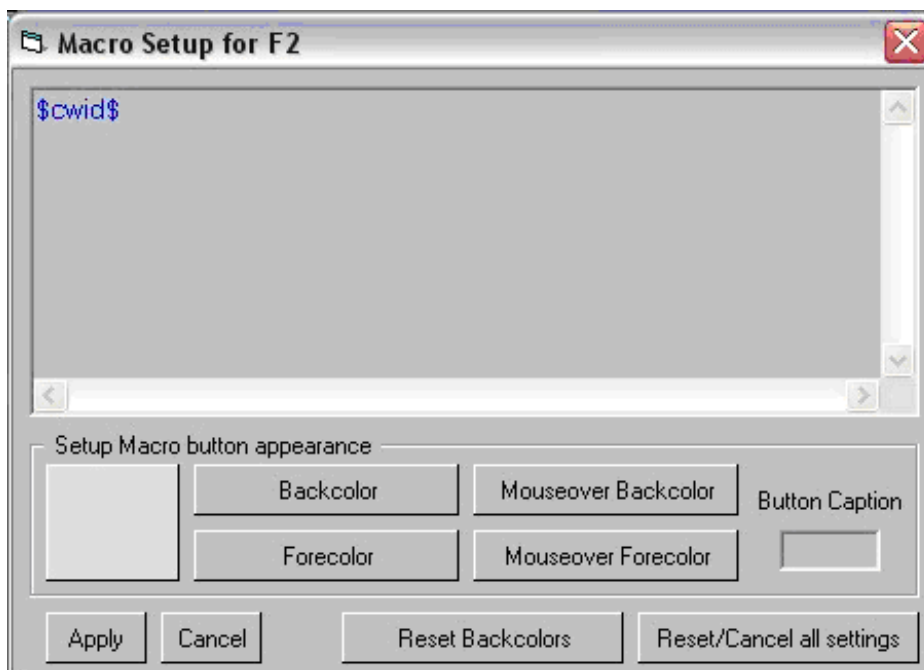 Macro Setup for F2
$cwid$
Setup Macro button appearance
Backcolor
Mouseover Backcolor
Button Caption
Forecolor
Mouseover Forecolor
Apply
Cancel
Reset Backcolors
Reset/Cancel all settings